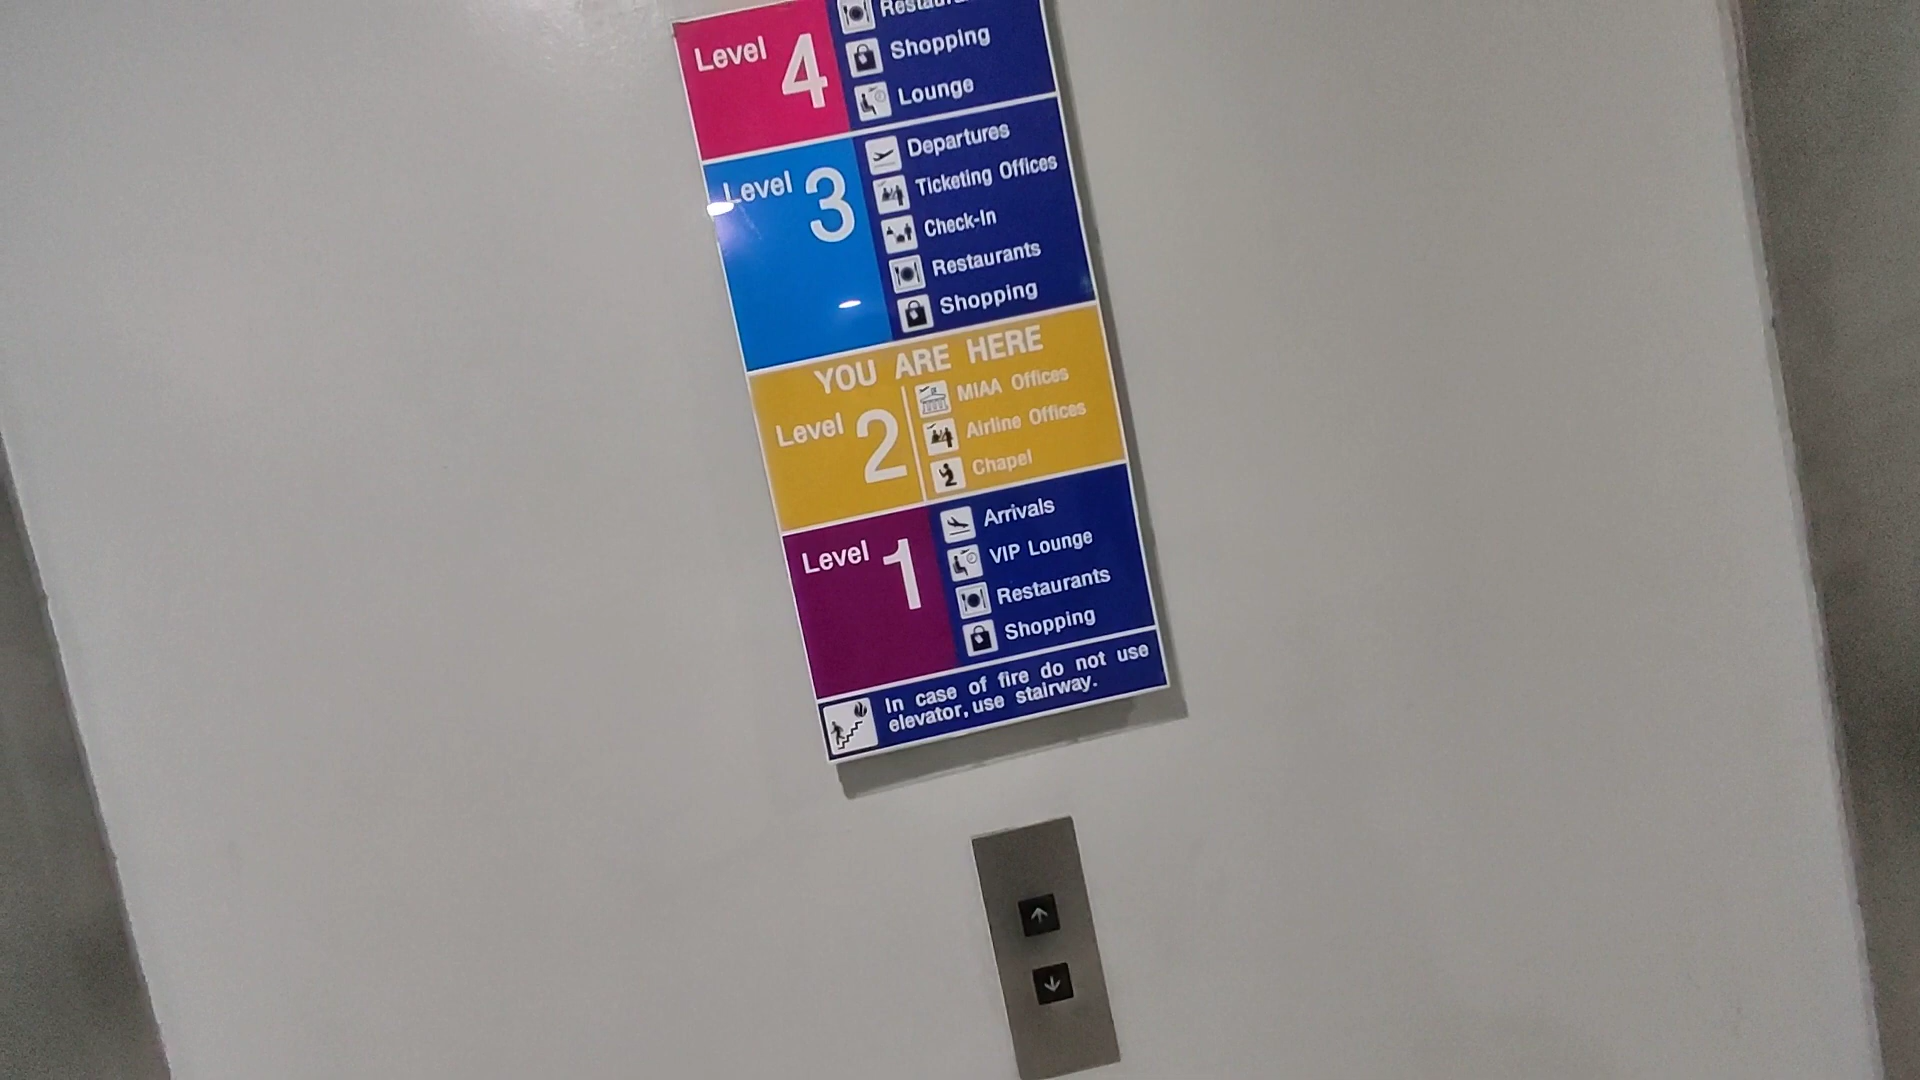 Level 4
Shopping
Lounge
Level 3
Departures
Ticketing Offices
Check-In
Restaurants
Shopping
YOU ARE HERE
Level 2
MIAA Offices
Airline Offices
Chapel
Level 1
Arrivals
VIP Lounge
Restaurants
Shopping
In case of fire do not use
elevator, use stairway.